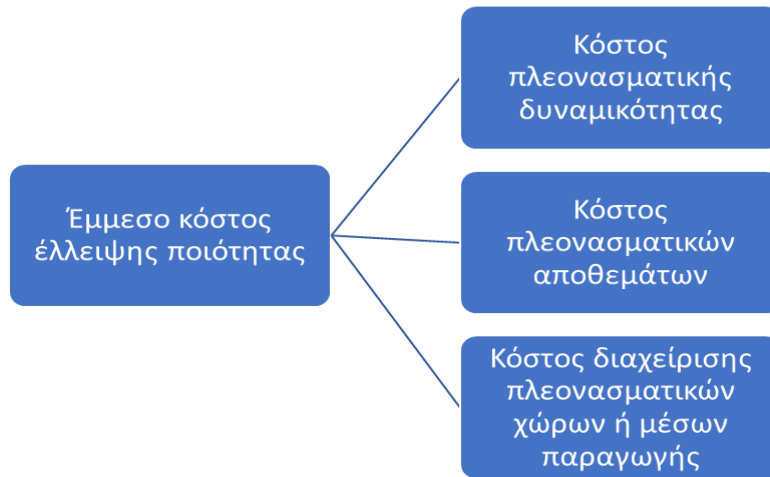 Έμμεσο κόστος
έλλειψης ποιότητας
Κόστος
πλεονασματικής
δυναμικότητας
Κόστος
πλεονασματικών
αποθεμάτων
Κόστος διαχείρισης
πλεονασματικών
χώρων ή μέσων
παραγωγής